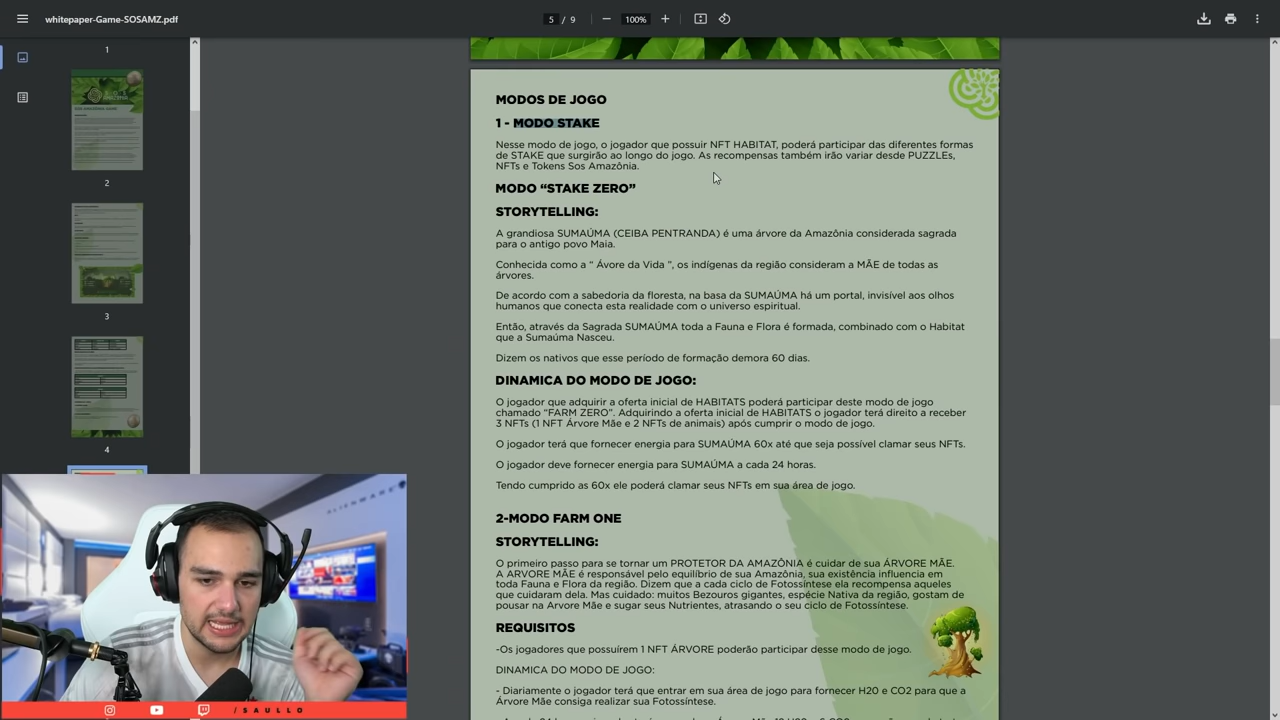 whitepaper-Game-SOSAMZ.pdf
5 / 9
100%
1
2
3
4
MODOS DE JOGO
1 - MODO STAKE
Nesse modo de jogo, o jogador que possuir NFT HABITAT, poderá participar das diferentes formas
de STAKE que surgirão ao longo do jogo. As recompensas também irão variar desde PUZZLEs,
NFTs e Tokens Sos Amazônia.
MODO “STAKE ZERO”
STORYTELLING:
A grandiosa SUMAÚMA (CEIBA PENTRANDA) é uma árvore da Amazônia considerada sagrada
para o antigo povo Maia.
Conhecida como a “ Ávore da Vida ”, os indígenas da região consideram a MÃE de todas as
árvores.
De acordo com a sabedoria da floresta, na base da SUMAÚMA há um portal, invisível aos olhos
humanos que conecta esta realidade com o universo espiritual.
Então, através da Sagrada SUMAÚMA toda a Fauna e Flora é formada, combinado com o Habitat
que a Sumaúma Nasceu.
Dizem os nativos que esse período de formação demora 60 dias.
DINAMICA DO MODO DE JOGO:
O jogador que adquirir a oferta inicial de HABITATS poderá participar deste modo de jogo
chamado “FARM ZERO”. Adquirindo a oferta inicial de HABITATS o jogador terá direito a receber
3 NFTs (1 NFT Árvore Mãe e 2 NFTs de animais) após cumprir o modo de jogo.
O jogador terá que fornecer energia para SUMAÚMA 60x até que seja possível clamar seus NFTs.
O jogador deve fornecer energia para SUMAÚMA a cada 24 horas.
Tendo cumprido as 60x ele poderá clamar seus NFTs em sua área de jogo.
2-MODO FARM ONE
STORYTELLING:
O primeiro passo para se tornar um PROTETOR DA AMAZÔNIA é cuidar de sua ÁRVORE MÃE.
A ARVORE MÃE é responsável pelo equilíbrio de sua Amazônia, sua existência influencia em
toda Fauna e Flora da região. Dizem que a cada ciclo de Fotossíntese ela recompensa aqueles
que cuidaram dela. Mas cuidado: muitos Bezouros gigantes, espécie Nativa da região, gostam de
pousar na Arvore Mãe e sugar seus Nutrientes, atrasando o seu ciclo de Fotossíntese.
REQUISITOS
-Os jogadores que possuírem 1 NFT ÁRVORE poderão participar desse modo de jogo.
DINAMICA DO MODO DE JOGO:
- Diariamente o jogador terá que entrar em sua área de jogo para fornecer H20 e CO2 para que a
Árvore Mãe consiga realizar sua Fotossíntese.
ALIENWARE
/SAULLO